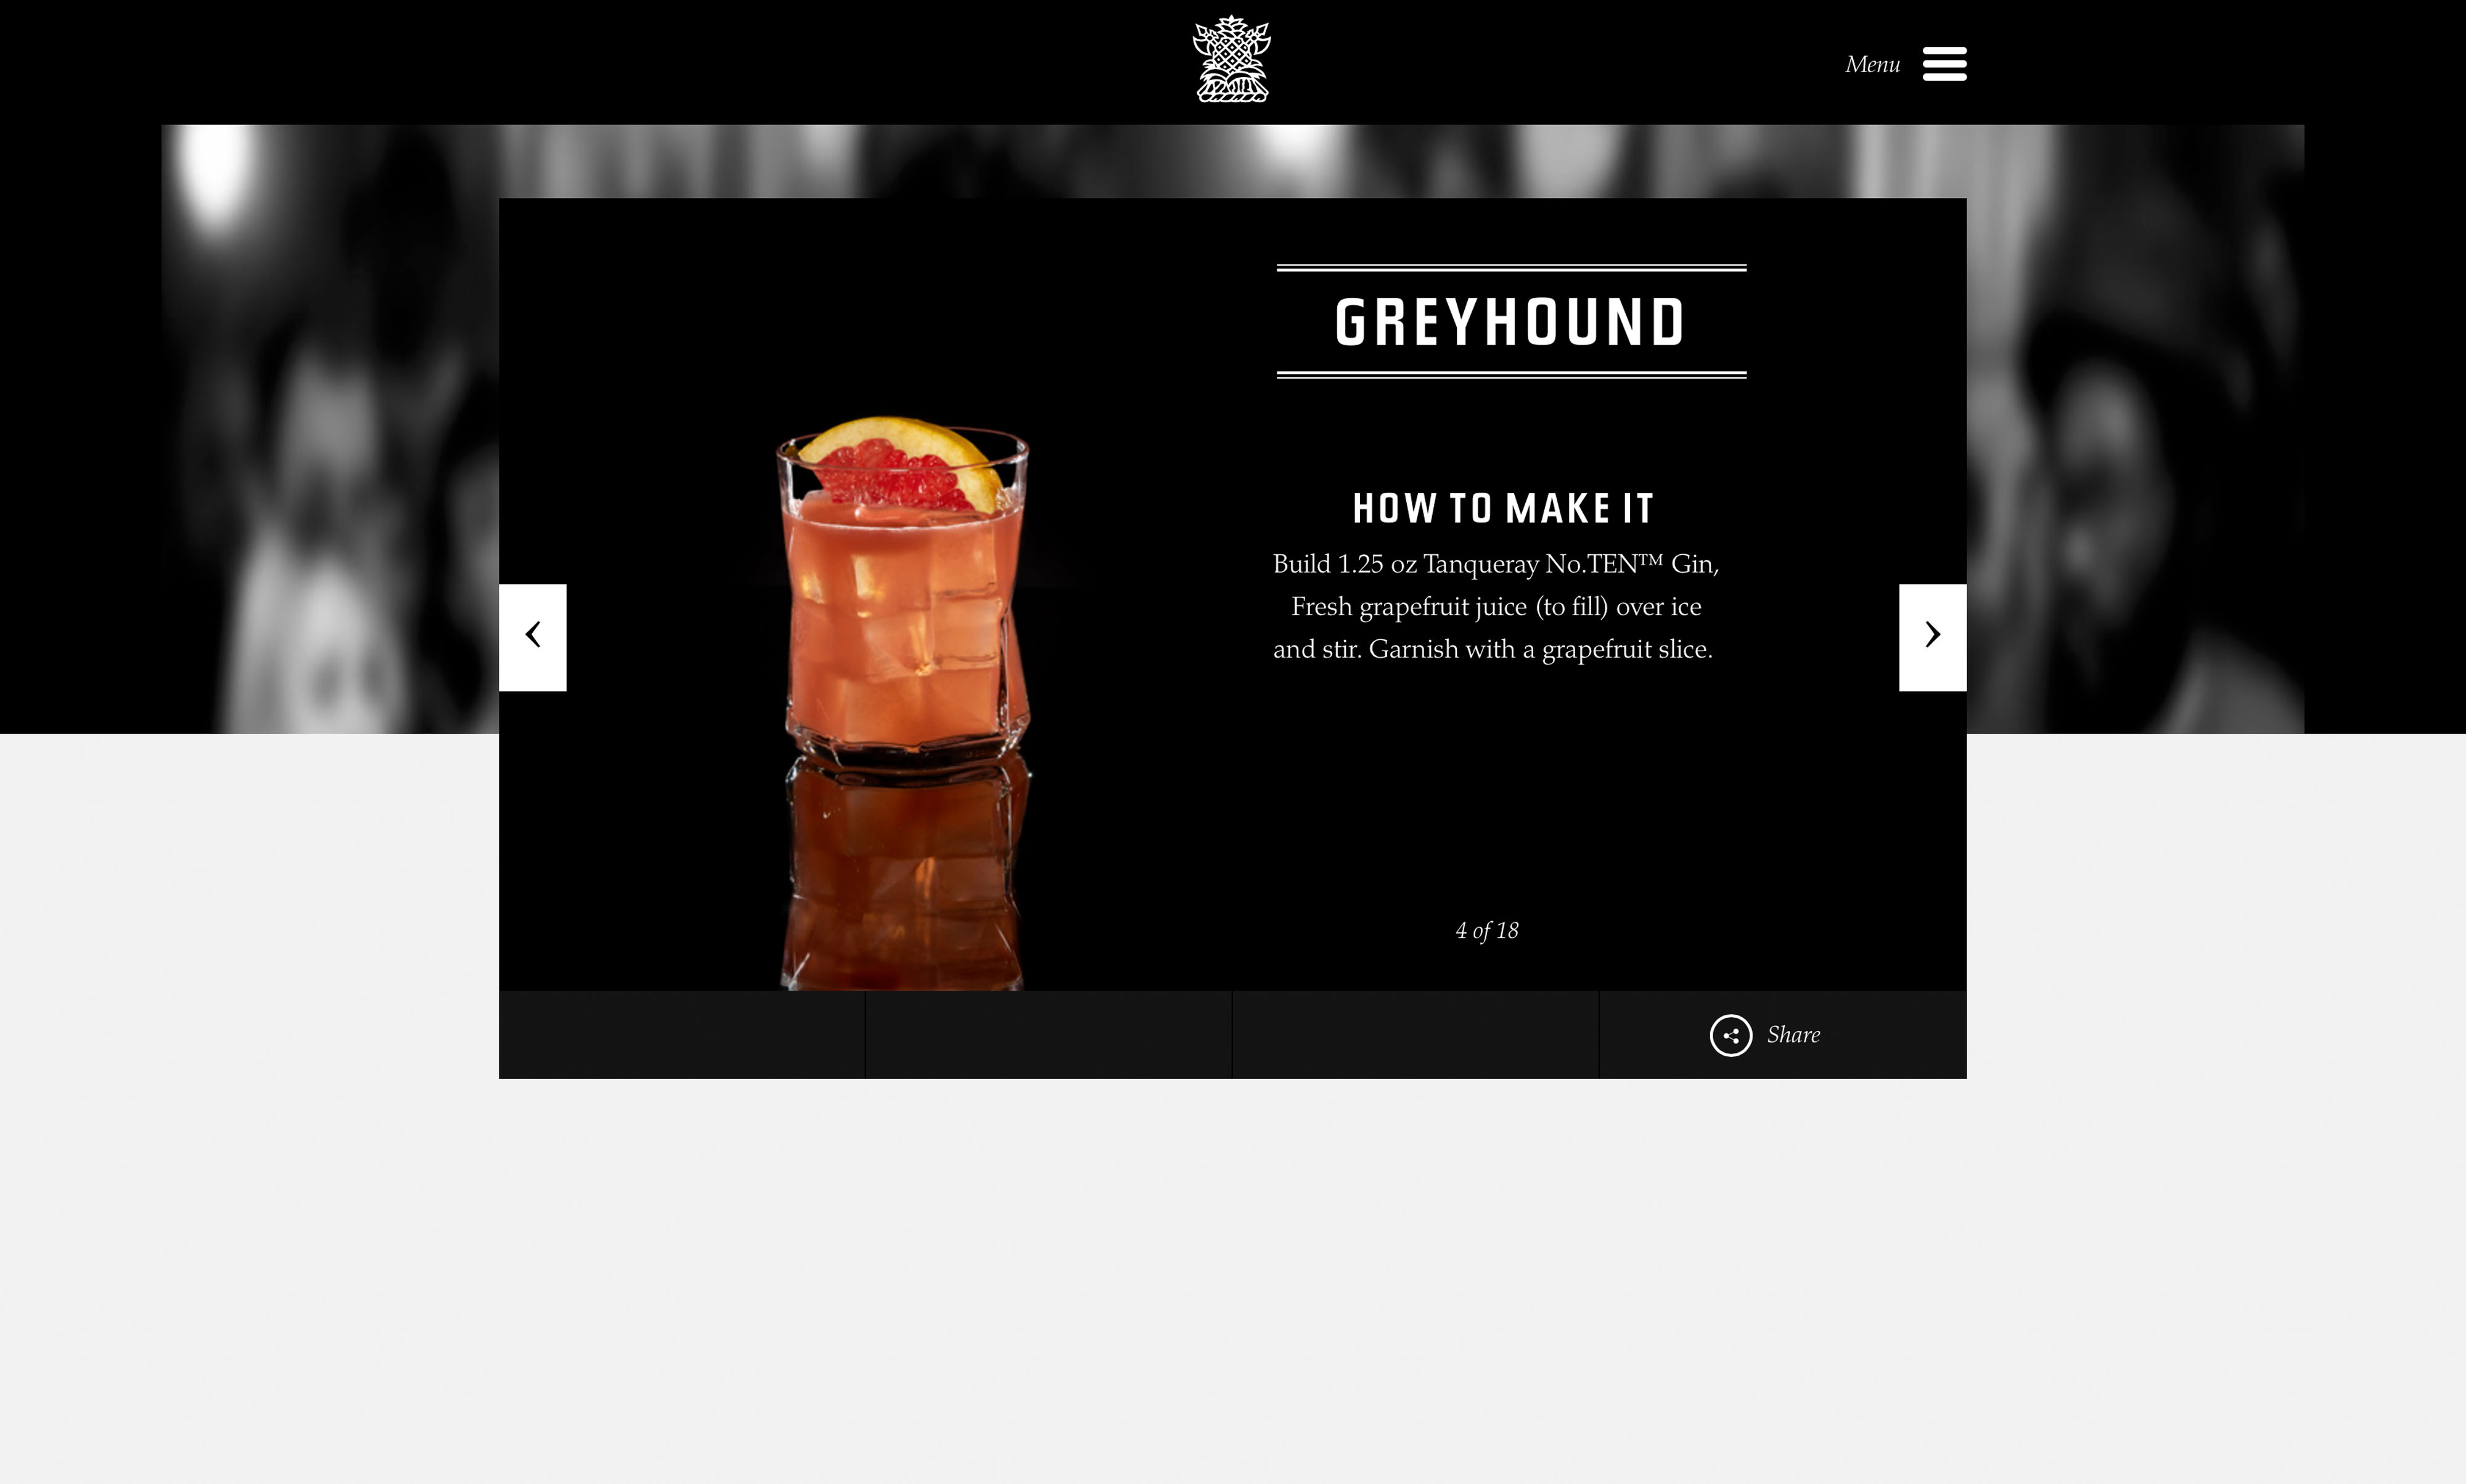 Menu
GREYHOUND
HOW TO MAKE IT
Build 1.25 oz Tanqueray No.TEN™ Gin,
Fresh grapefruit juice (to fill) over ice
and stir. Garnish with a grapefruit slice.
4 of 18
Share